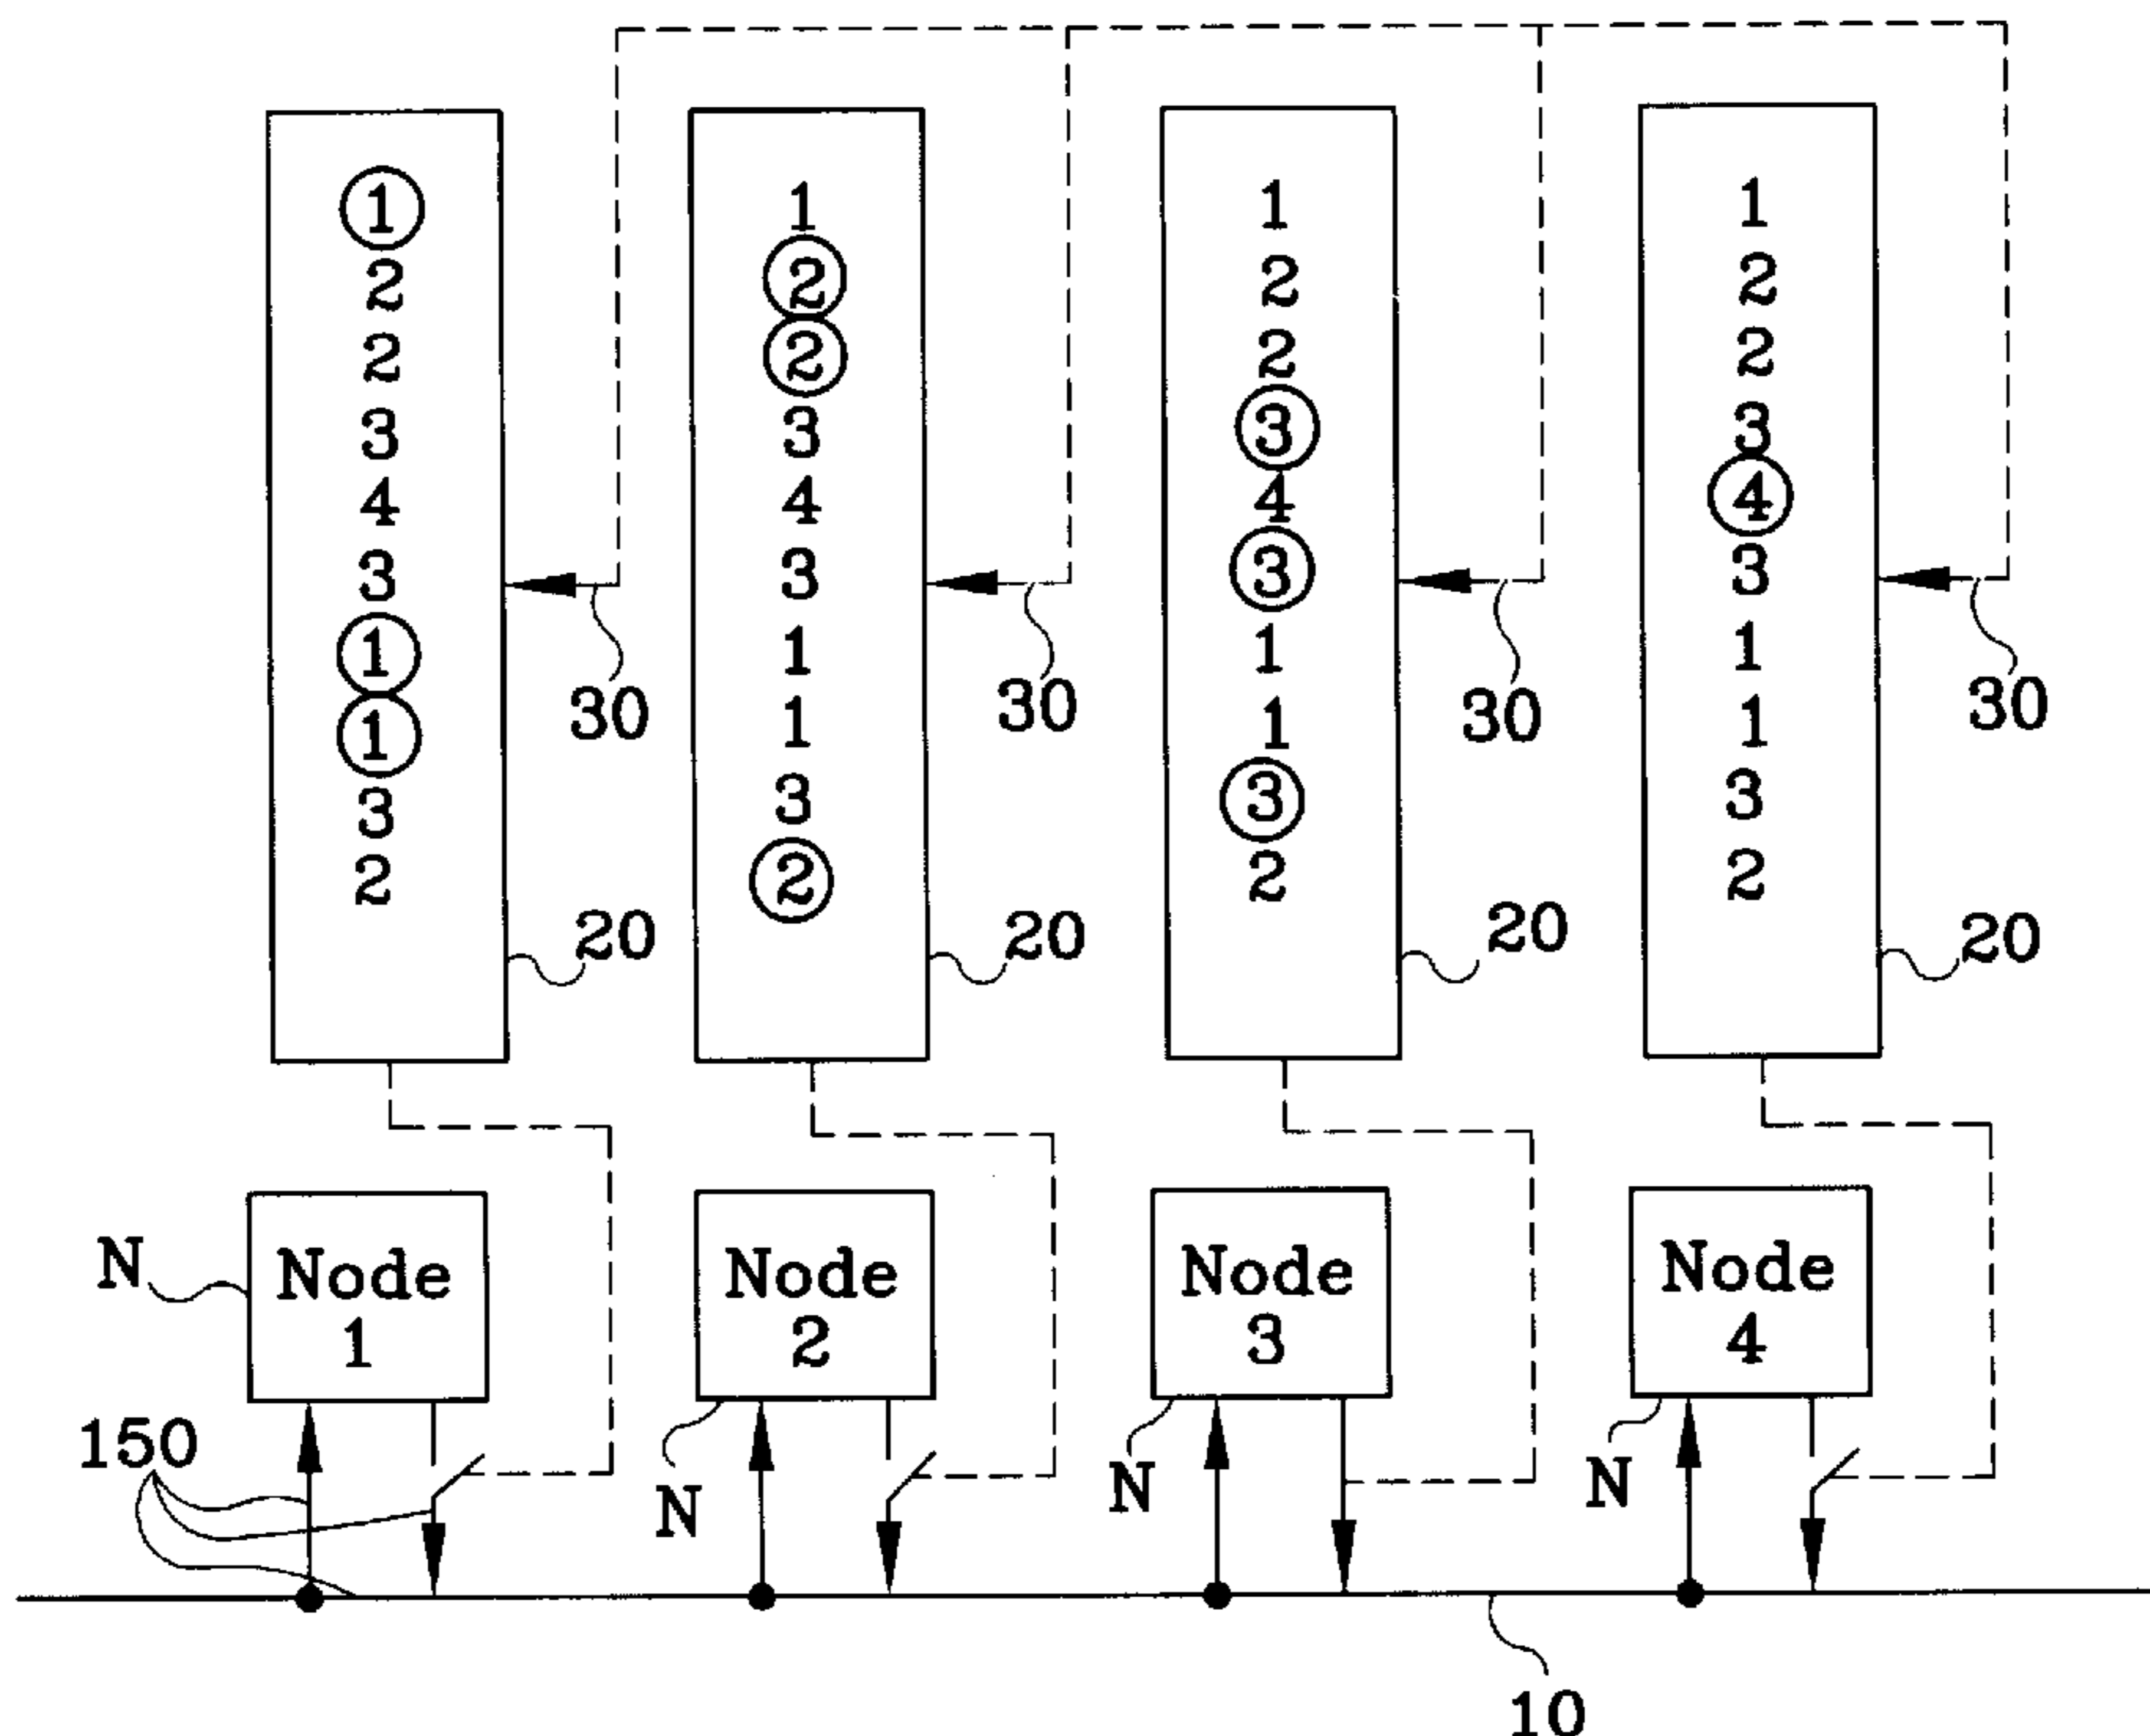 1 1 1 1
2 2 2 2
2 2 2 2
3 3 3 3
4 4 4 4
3 3 3 3
1 1 1 1
30 30 30 30
1 1 1 1
3 3 3 3
2 2 2 2
20 20 20 20
N
Node 1
Node 2
Node 3
Node 4
150
N N N
10